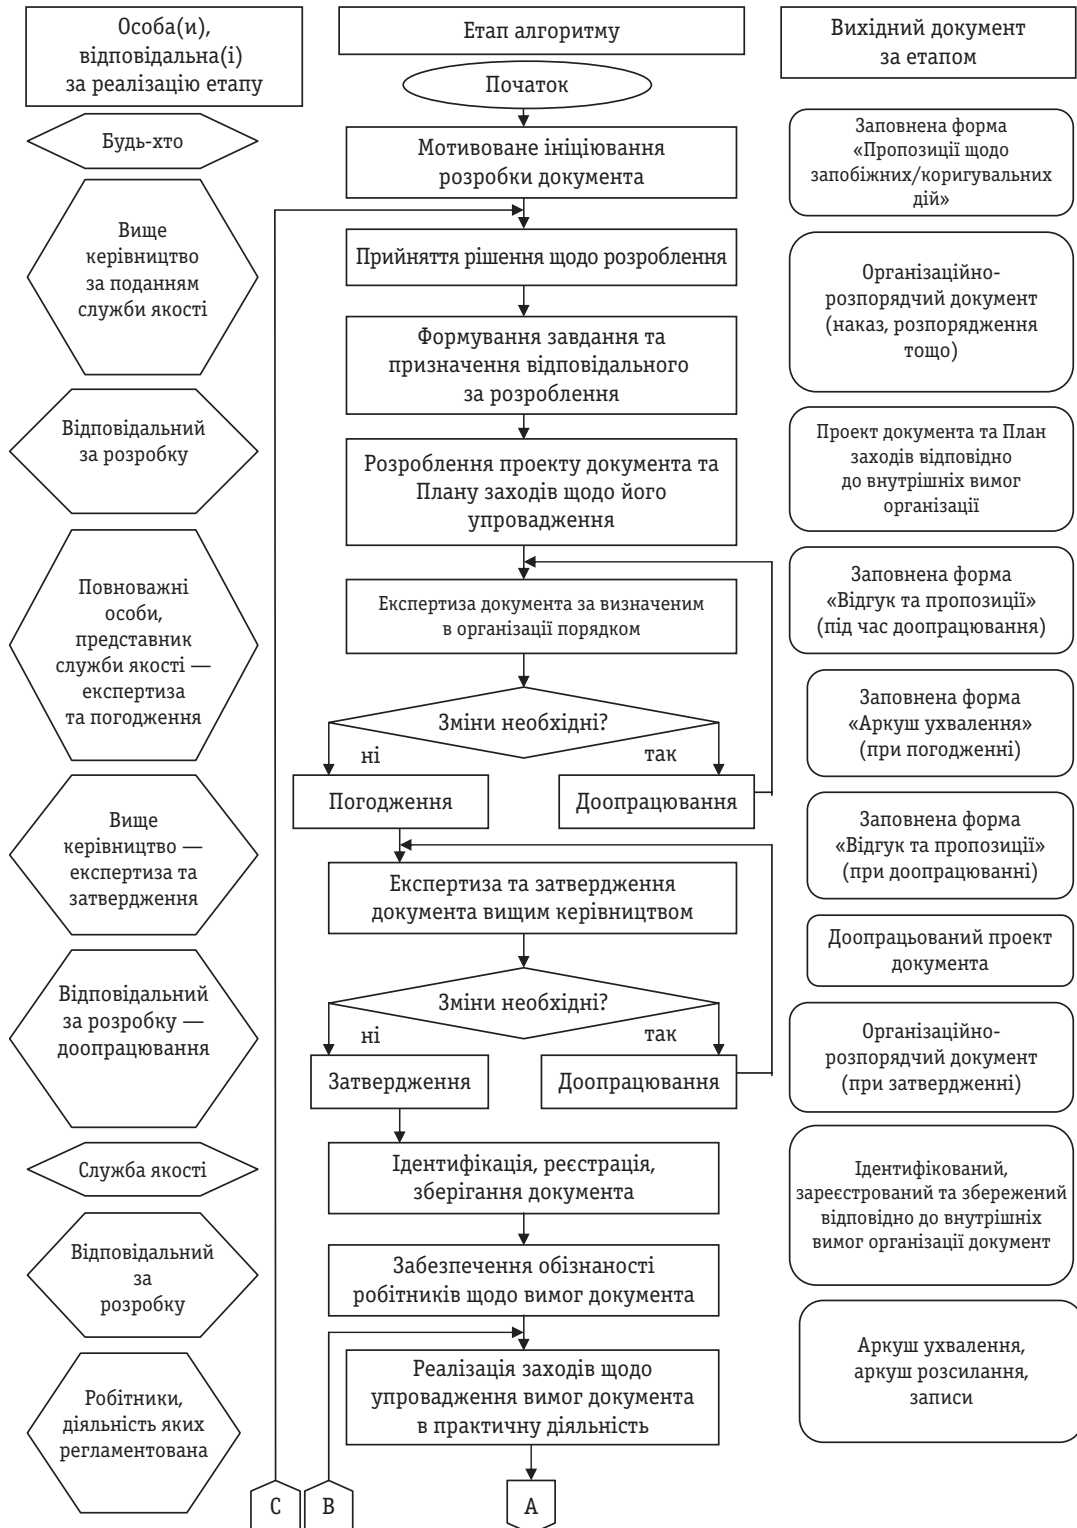 Особа(и),
відповідальна(і)
за реалізацію етапу
Етап алгоритму
Вихідний документ
за етапом
Початок
Будь-хто
Мотивоване ініціювання
розробки документа
Заповнена форма
«Пропозиції щодо
запобіжних/коригувальних
дій»
Вище
керівництво
за поданням
служби якості
Прийняття рішення щодо розроблення
Організаційно-
розпорядчий документ
(наказ, розпорядження
тощо)
Формування завдання та
призначення відповідального
за розроблення
Відповідальний
за розробку
Розроблення проекту документа та
Плану заходів щодо його
упровадження
Проект документа та План
заходів відповідно
до внутрішніх вимог
організації
Повноважні
особи,
представник
служби якості —
експертиза
та погодження
Експертиза документа за визначеним
в організації порядком
Заповнена форма
«Відгук та пропозиції»
(під час доопрацювання)
Зміни необхідні?
ні
так
Заповнена форма
«Аркуш ухвалення»
(при погодженні)
Погодження
Доопрацювання
Вище
керівництво —
експертиза та
затвердження
Експертиза та затвердження
документа вищим керівництвом
Заповнена форма
«Відгук та пропозиції»
(при доопрацюванні)
Доопрацьований проект
документа
Відповідальний
за розробку —
доопрацювання
Зміни необхідні?
ні
так
Затвердження
Доопрацювання
Організаційно-
розпорядчий документ
(при затвердженні)
Служба якості
Ідентифікація, реєстрація,
зберігання документа
Ідентифікований,
зареєстрований та збережений
відповідно до внутрішніх
вимог організації документ
Відповідальний
за
розробку
Забезпечення обізнаності
робітників щодо вимог документа
Робітники,
діяльність яких
регламентована
Реалізація заходів щодо
упровадження вимог документа
в практичну діяльність
Аркуш ухвалення,
аркуш розсилання,
записи
С
В
А